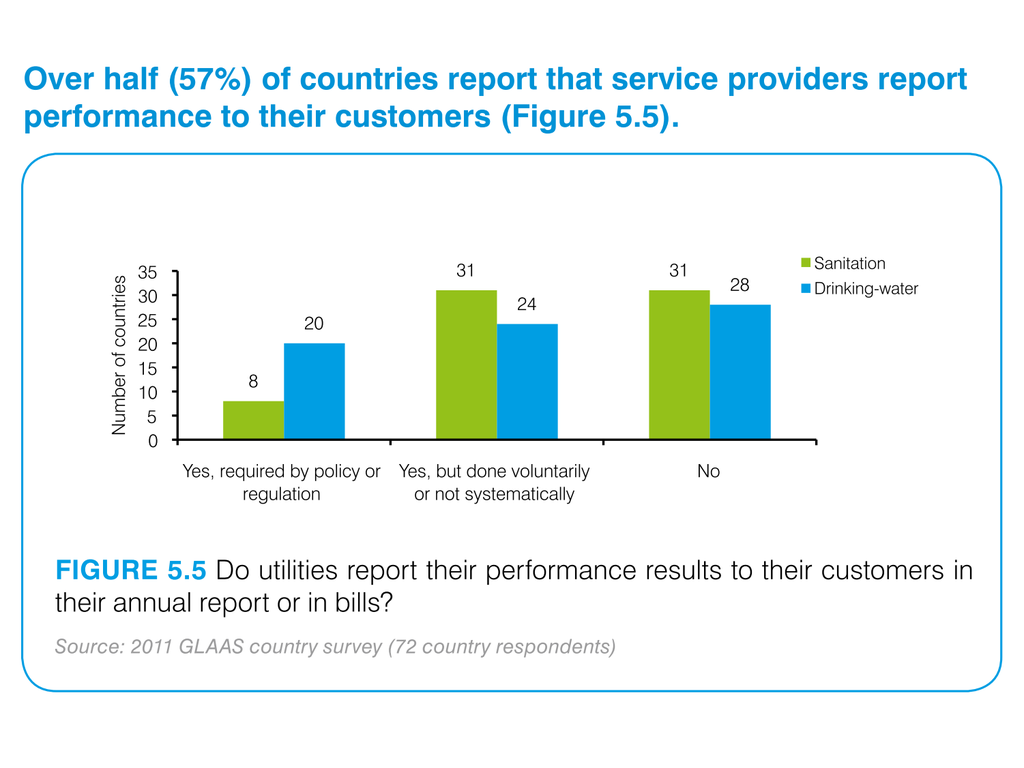 Over half (57%) of countries report that service providers report
performance to their customers (Figure 5.5).
Number of countries
35
30
25
20
15
10
5
0
8
20
31
24
31
28
Sanitation
Drinking-water
Yes, required by policy or
regulation
Yes, but done voluntarily
or not systematically
No
FIGURE 5.5 Do utilities report their performance results to their customers in
their annual report or in bills?
Source: 2011 GLAAS country survey (72 country respondents)